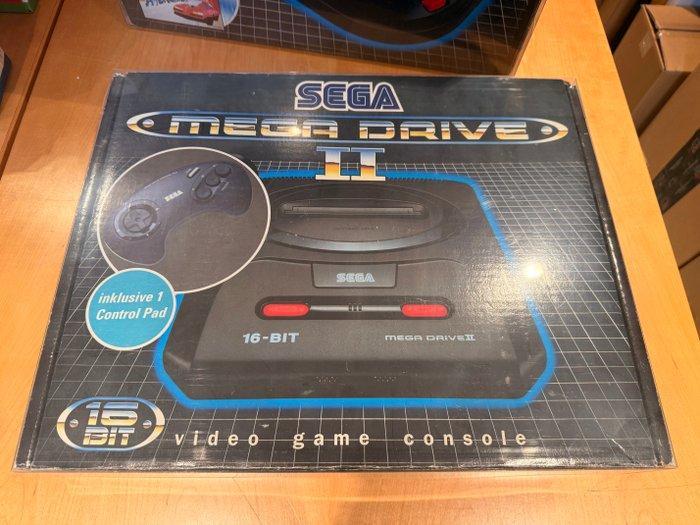 SEGA
MEGA DRIVE
II
SEGA
SEGA
inklusive 1
Control Pad
16-BIT
MEGA DRIVE II
16
BIT
video game console